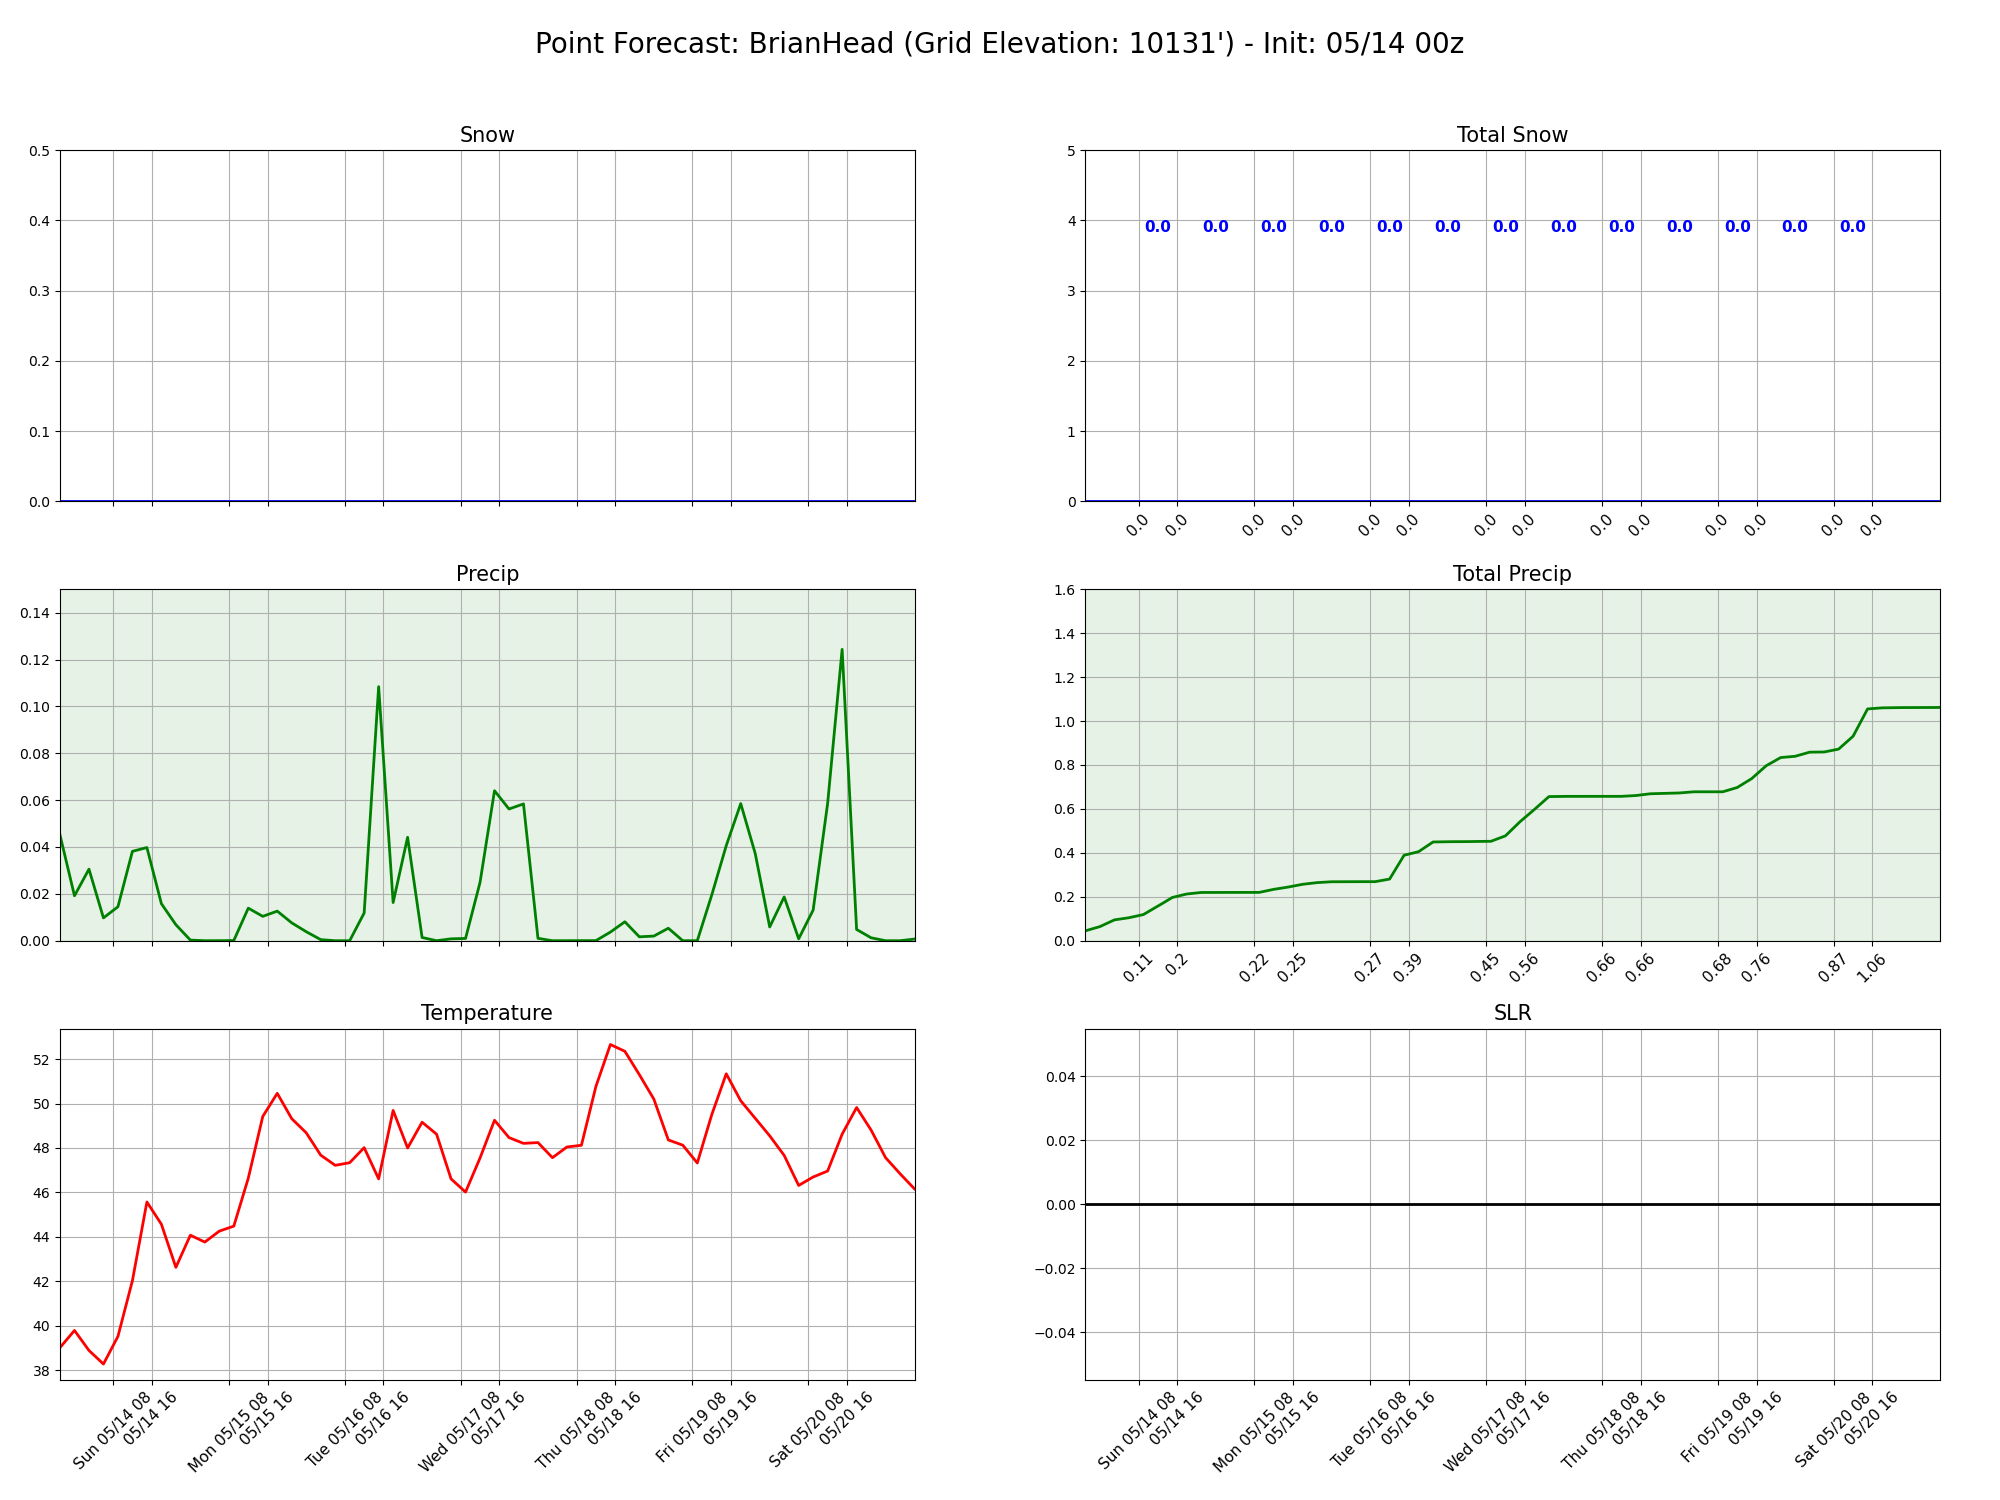 Point Forecast: BrianHead (Grid Elevation: 10131') - Init: 05/14 00z
Snow
0.5
0.4
0.3
0.2
0.1
0.0
Total Snow
5
4
3
2
1
0
0.0 0.0 0.0 0.0 0.0 0.0 0.0 0.0 0.0 0.0 0.0 0.0 0.0
0.0 0.0 0.0 0.0 0.0 0.0 0.0 0.0 0.0 0.0 0.0 0.0 0.0 0.0
Precip
0.14
0.12
0.10
0.08
0.06
0.04
0.02
0.00
Total Precip
1.6
1.4
1.2
1.0
0.8
0.6
0.4
0.2
0.0
0.11 0.2 0.22 0.25 0.27 0.39 0.45 0.56 0.66 0.66 0.68 0.76 0.87 1.06
Temperature
52
50
48
46
44
42
40
38
Sun 05/14 08
05/14 16
Mon 05/15 08
05/15 16
Tue 05/16 08
05/16 16
Wed 05/17 08
05/17 16
Thu 05/18 08
05/18 16
Fri 05/19 08
05/19 16
Sat 05/20 08
05/20 16
SLR
0.04
0.02
0.00
−0.02
−0.04
Sun 05/14 08
05/14 16
Mon 05/15 08
05/15 16
Tue 05/16 08
05/16 16
Wed 05/17 08
05/17 16
Thu 05/18 08
05/18 16
Fri 05/19 08
05/19 16
Sat 05/20 08
05/20 16